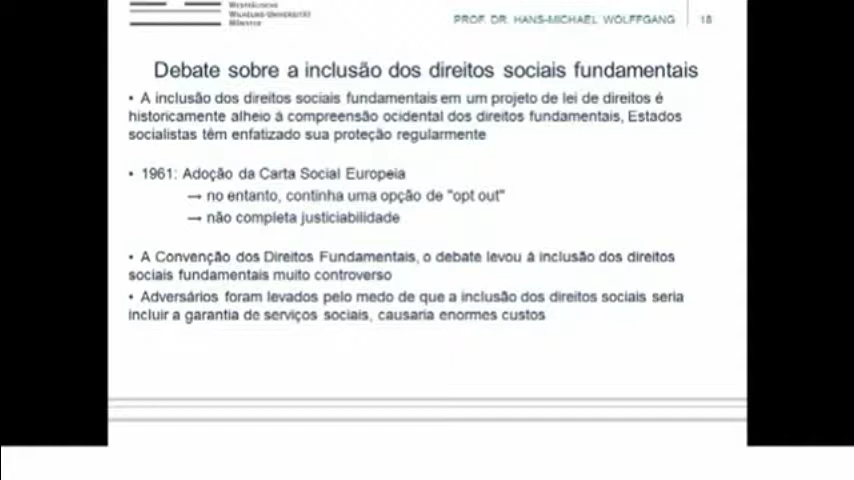 WESTFÄLISCHE
WILHELMS-UNIVERSITÄT
MÜNSTER
PROF. DR. HANS-MICHAEL WOLFFGANG 18
Debate sobre a inclusão dos direitos sociais fundamentais
• A inclusão dos direitos sociais fundamentais em um projeto de lei de direitos é
historicamente alheio á compreensão ocidental dos direitos fundamentais, Estados
socialistas têm enfatizado sua proteção regularmente
• 1961: Adoção da Carta Social Europeia
→ no entanto, continha uma opção de "opt out"
→ não completa justiciabilidade
• A Convenção dos Direitos Fundamentais, o debate levou á inclusão dos direitos
sociais fundamentais muito controverso
• Adversários foram levados pelo medo de que a inclusão dos direitos sociais seria
incluir a garantia de serviços sociais, causaria enormes custos